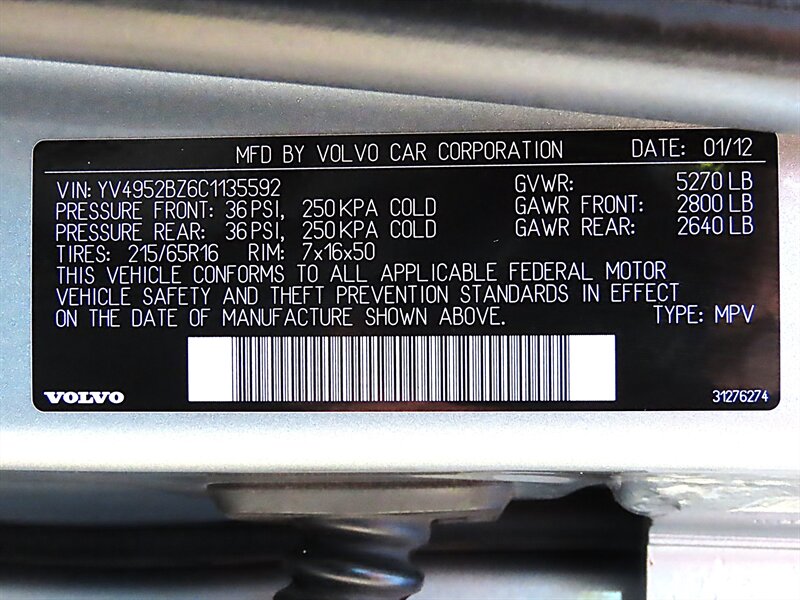 MFD BY VOLVO CAR CORPORATION DATE: 01/12
VIN: YV4952BZ6C1135592 GVWR: 5270 LB
PRESSURE FRONT: 36 PSI, 250 KPA COLD GAWR FRONT: 2800 LB
PRESSURE REAR: 36 PSI, 250 KPA COLD GAWR REAR: 2640 LB
TIRES: 215/65R16 RIM: 7x16x50
THIS VEHICLE CONFORMS TO ALL APPLICABLE FEDERAL MOTOR
VEHICLE SAFETY AND THEFT PREVENTION STANDARDS IN EFFECT
ON THE DATE OF MANUFACTURE SHOWN ABOVE. TYPE: MPV
VOLVO 31276274